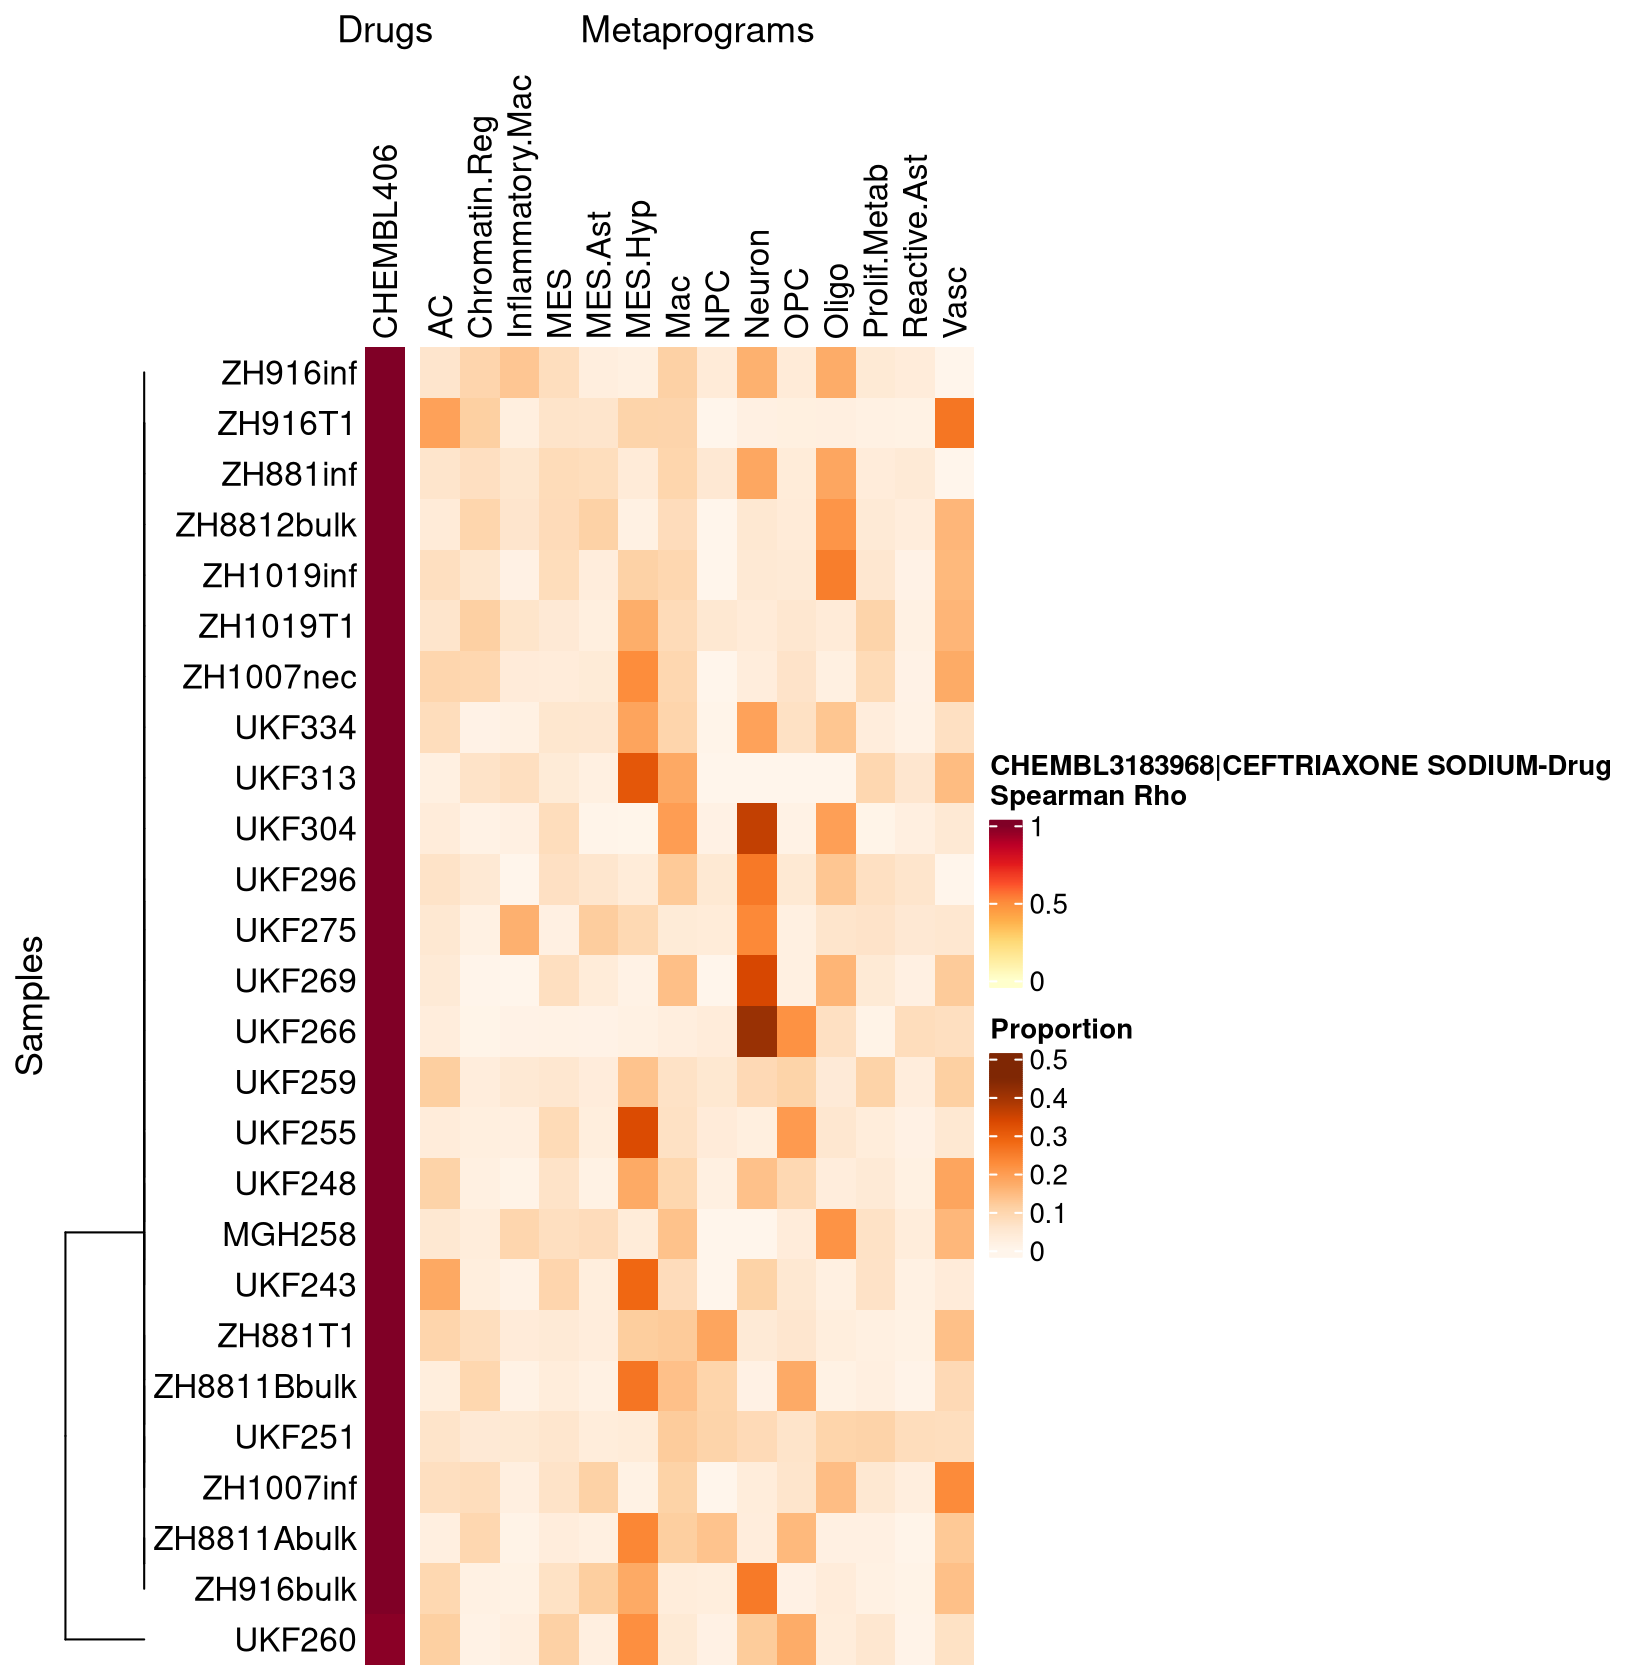 Drugs
Metaprograms
CHEMBL406
AC
Chromatin.Reg
Inflammatory.Mac
MES
MES.Ast
MES.Hyp
Mac
NPC
Neuron
OPC
Oligo
Prolif.Metab
Reactive.Ast
Vasc
Samples
ZH916inf
ZH916T1
ZH881inf
ZH8812bulk
ZH1019inf
ZH1019T1
ZH1007nec
UKF334
UKF313
UKF304
UKF296
UKF275
UKF269
UKF266
UKF259
UKF255
UKF248
MGH258
UKF243
ZH881T1
ZH8811Bbulk
UKF251
ZH1007inf
ZH8811Abulk
ZH916bulk
UKF260
CHEMBL3183968|CEFTRIAXONE SODIUM-Drug
Spearman Rho
1
0.5
0
Proportion
0.5
0.4
0.3
0.2
0.1
0